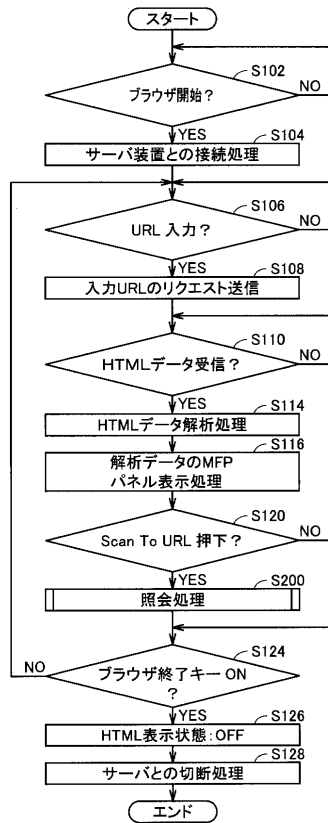 スタート
S102
ブラウザ開始?
NO
YES
S104
サーバ装置との接続処理
S106
URL 入力?
NO
YES
S108
入力URLのリクエスト送信
S110
HTMLデータ受信?
NO
YES
S114
HTMLデータ解析処理
S116
解析データのMFP
パネル表示処理
S120
Scan To URL 押下?
NO
YES
S200
照会処理
S124
NO
ブラウザ終了キー ON
?
YES
S126
HTML表示状態:OFF
S128
サーバとの切断処理
エンド